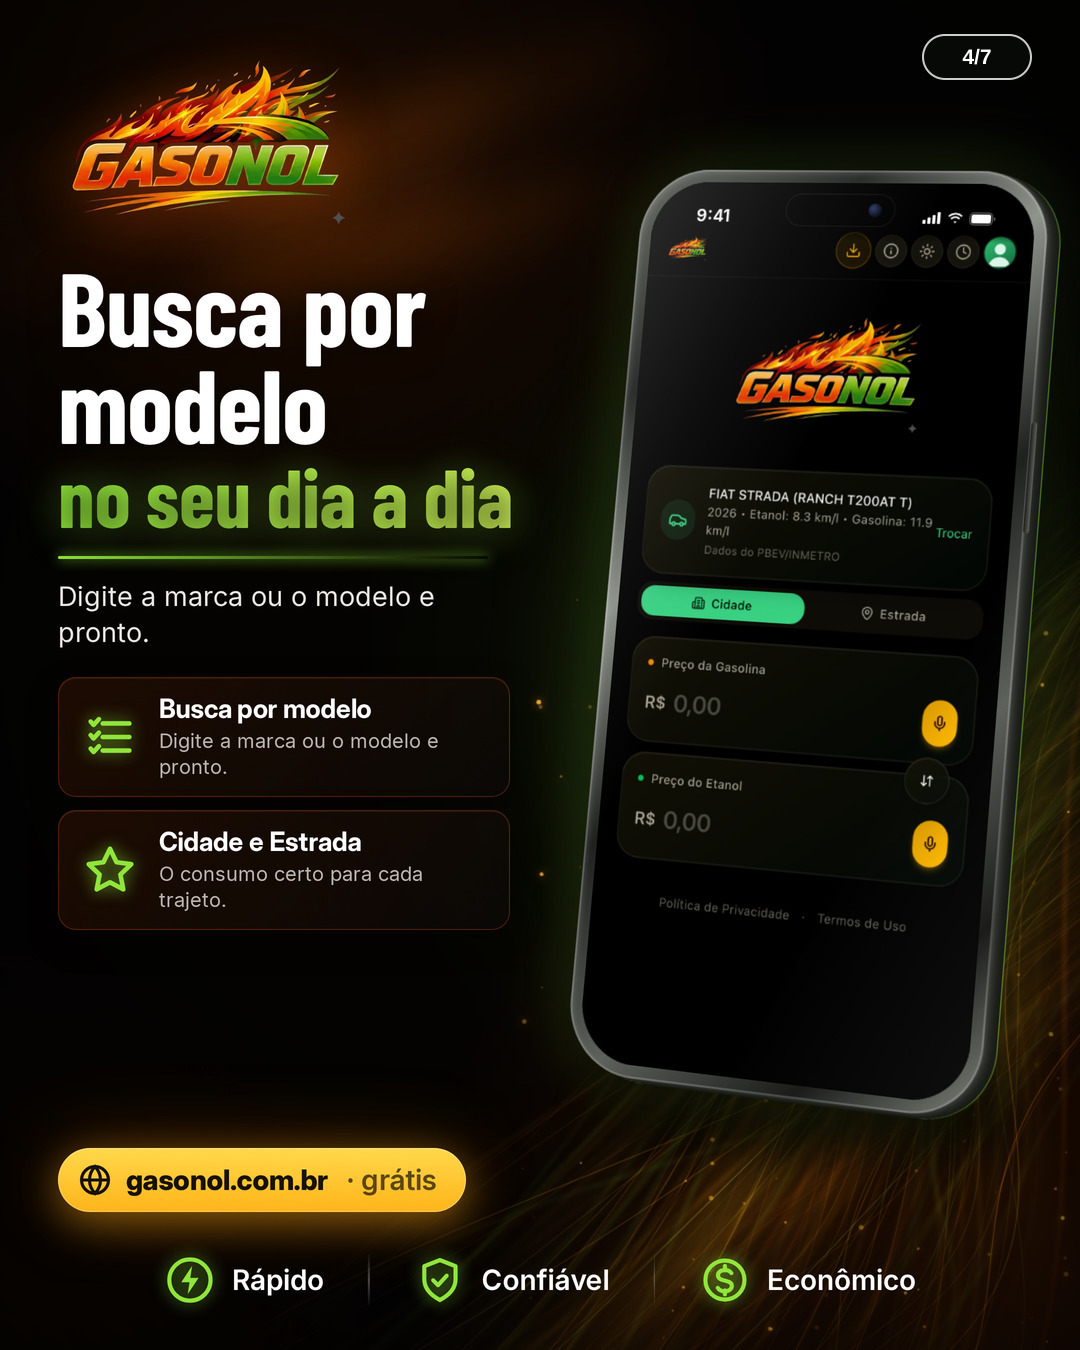 4/7
GASONOL
Busca por
modelo
no seu dia a dia
Digite a marca ou o modelo e
pronto.
Busca por modelo
Digite a marca ou o modelo e
pronto.
Cidade e Estrada
O consumo certo para cada
trajeto.
9:41
GASONOL
GASONOL
FIAT STRADA (RANCH T200AT T)
2026 • Etanol: 8.3 km/l • Gasolina: 11.9
km/l
Trocar
Dados do PBEV/INMETRO
Cidade
Estrada
Preço da Gasolina
R$ 0,00
Preço do Etanol
R$ 0,00
Política de Privacidade · Termos de Uso
gasonol.com.br · grátis
Rápido
Confiável
Econômico